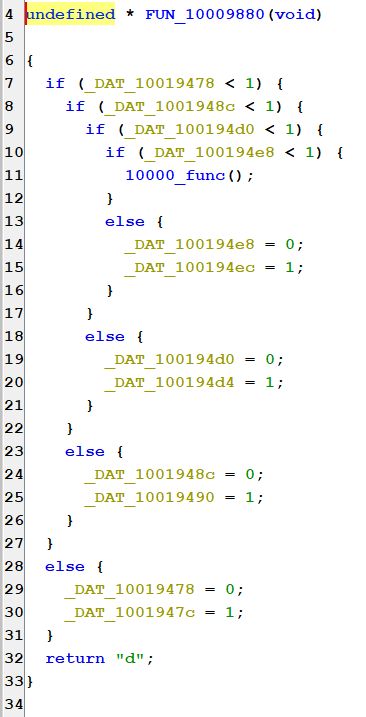 4 undefined * FUN_10009880(void)
5
6 {
7   if (_DAT_10019478 < 1) {
8     if (_DAT_1001948c < 1) {
9       if (_DAT_100194d0 < 1) {
10         if (_DAT_100194e8 < 1) {
11           10000_func();
12         }
13         else {
14           _DAT_100194e8 = 0;
15           _DAT_100194ec = 1;
16         }
17       }
18       else {
19         _DAT_100194d0 = 0;
20         _DAT_100194d4 = 1;
21       }
22     }
23     else {
24       _DAT_1001948c = 0;
25       _DAT_10019490 = 1;
26     }
27   }
28   else {
29     _DAT_10019478 = 0;
30     _DAT_1001947c = 1;
31   }
32   return "d";
33 }
34